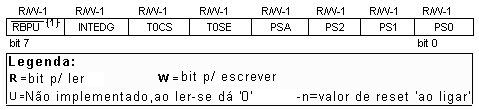 R/W-1 R/W-1 R/W-1 R/W-1 R/W-1 R/W-1 R/W-1 R/W-1
RBPU {1} INTEDG T0CS T0SE PSA PS2 PS1 PS0
bit 7 bit 0
Legenda:
R =bit p/ ler W =bit p/ escrever
U =Não implementado,ao ler-se dá '0' -n=valor de reset 'ao ligar'